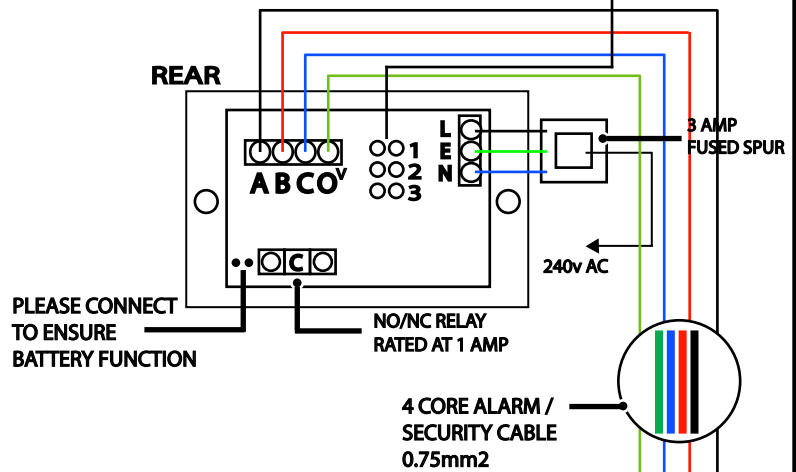 REAR
3 AMP
FUSED SPUR
L
E
N
1
2
3
A B C O V
240v AC
C
PLEASE CONNECT
TO ENSURE
BATTERY FUNCTION
NO/NC RELAY
RATED AT 1 AMP
4 CORE ALARM /
SECURITY CABLE
0.75mm2